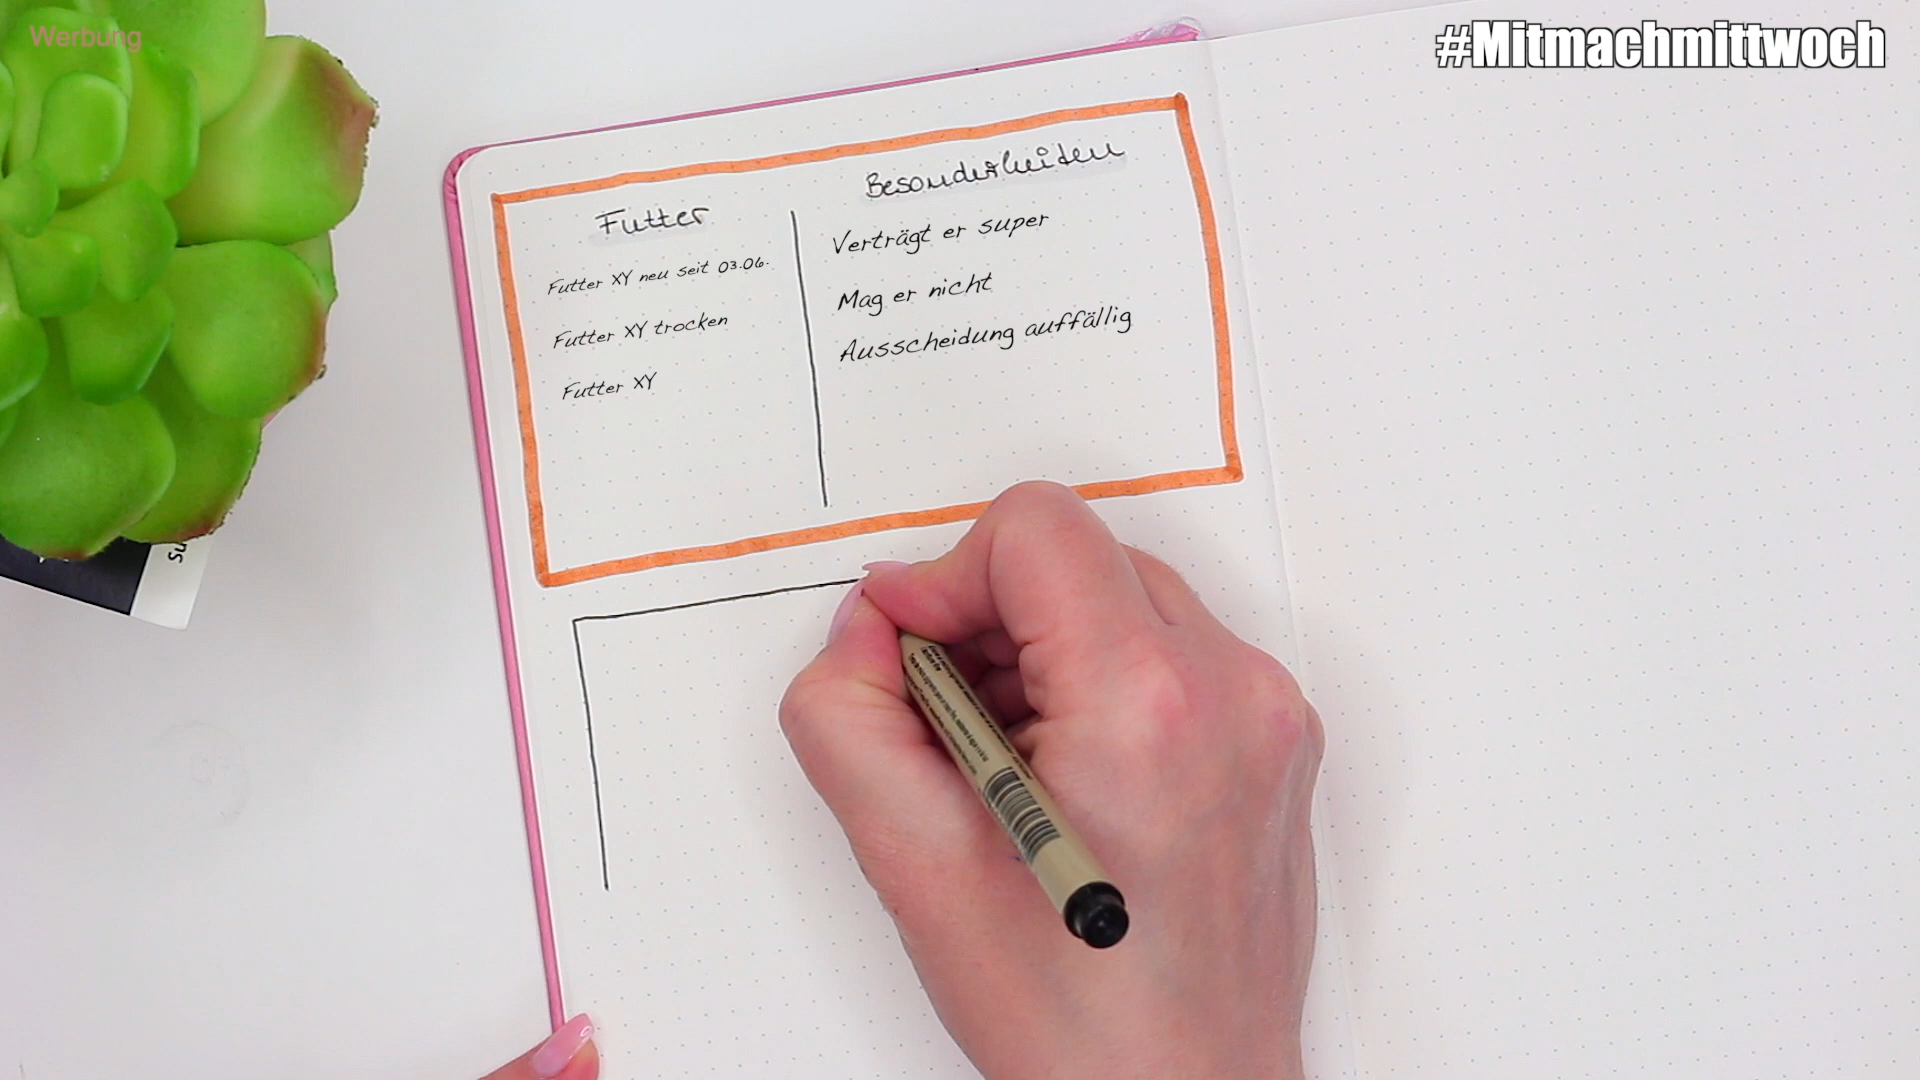 Werbung
#Mitmachmittwoch
Futter
Futter XY neu seit 03.06.
Futter XY trocken
Futter XY
Besonderheiten
Verträgt er super
Mag er nicht
Ausscheidung auffällig
Su